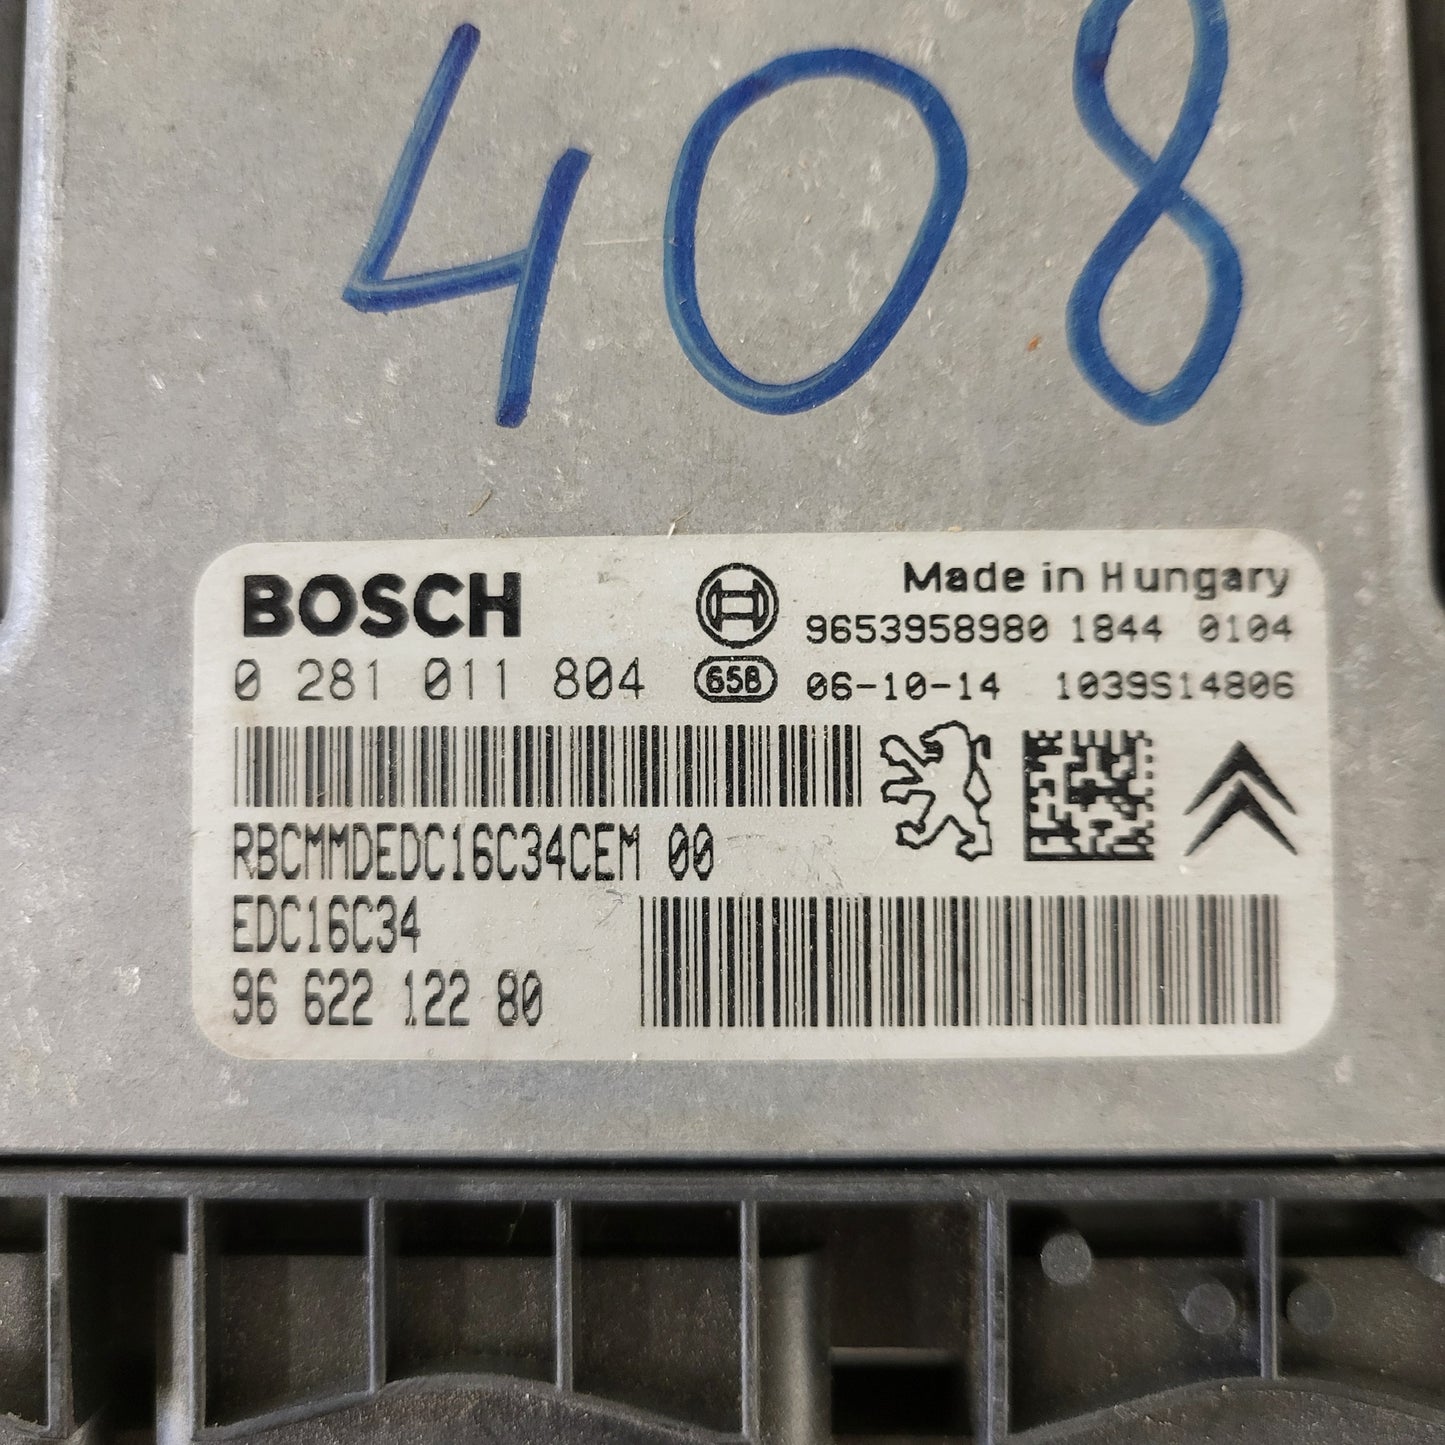 408
BOSCH
0 281 011 804
658
Made in Hungary
9653958980 1844 0104
06-10-14 1039S14806
RBCMMDEDC16C34CEM 00
EDC16C34
96 622 122 80